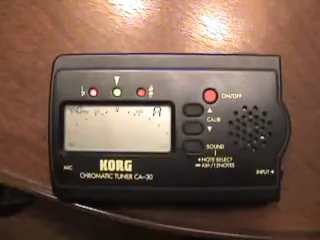 ♭ ♯
ON/OFF
A
CALIB
SOUND
KORG
NOTE SELECT
CHROMATIC TUNER CA-30
MIC
INPUT